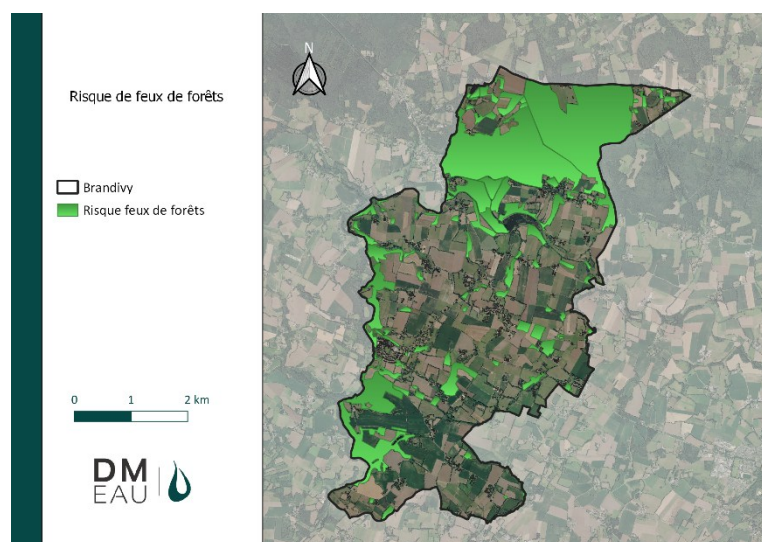 N
Risque de feux de forêts
Brandivy
Risque feux de forêts
0 1 2 km
DM
EAU